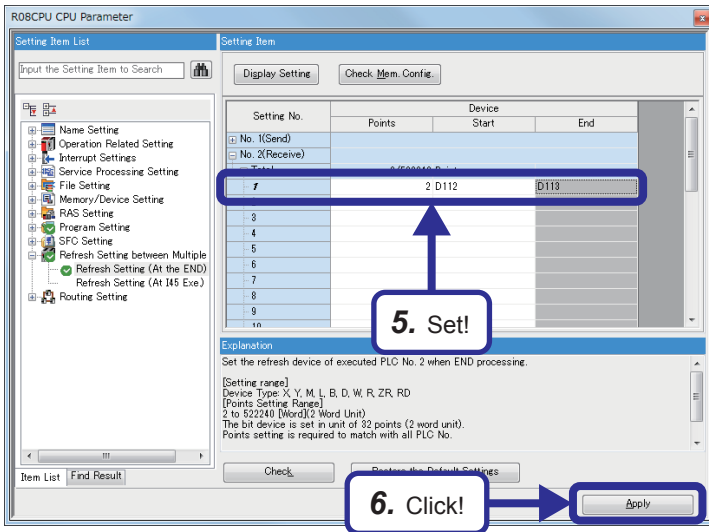 R08CPU CPU Parameter
Setting Item List
Setting Item
Input the Setting Item to Search
Display Setting
Check Mem. Config.
Setting No.
Device
Points
Start
End
No. 1(Send)
No. 2(Receive)
Total
1
2
D112
D113
3
4
5
6
7
8
9
10
Name Setting
Operation Related Setting
Interrupt Settings
Service Processing Setting
File Setting
Memory/Device Setting
RAS Setting
Program Setting
SFC Setting
Refresh Setting between Multiple
Refresh Setting (At the END)
Refresh Setting (At I45 Exe.)
Routing Setting
5. Set!
Explanation
Set the refresh device of executed PLC No. 2 when END processing.
[Setting range]
Device Type: X, Y, M, L, B, D, W, R, ZR, RD
[Points Setting Range]
2 to 522240 [Word](2 Word Unit)
The bit device is set in unit of 32 points (2 word unit).
Points setting is required to match with all PLC No.
Item List
Find Result
Check
Restore the Default Settings
6. Click!
Apply